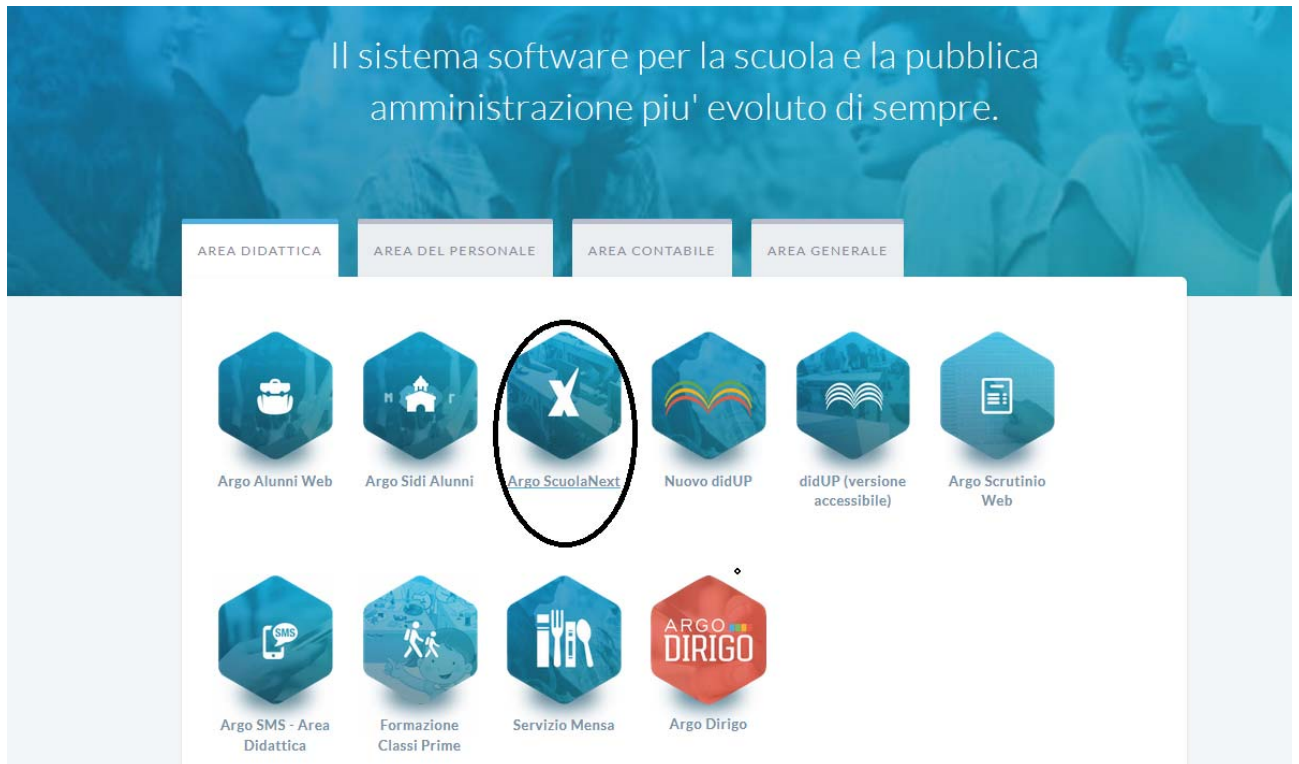 Il sistema software per la scuola e la pubblica
amministrazione piu' evoluto di sempre.
AREA DIDATTICA
AREA DEL PERSONALE
AREA CONTABILE
AREA GENERALE
Argo Alunni Web
Argo Sidi Alunni
Argo ScuolaNext
Nuovo didUP
didUP (versione
accessibile)
Argo Scrutinio
Web
SMS
ARGO
DIRIGO
Argo SMS - Area
Didattica
Formazione
Classi Prime
Servizio Mensa
Argo Dirigo